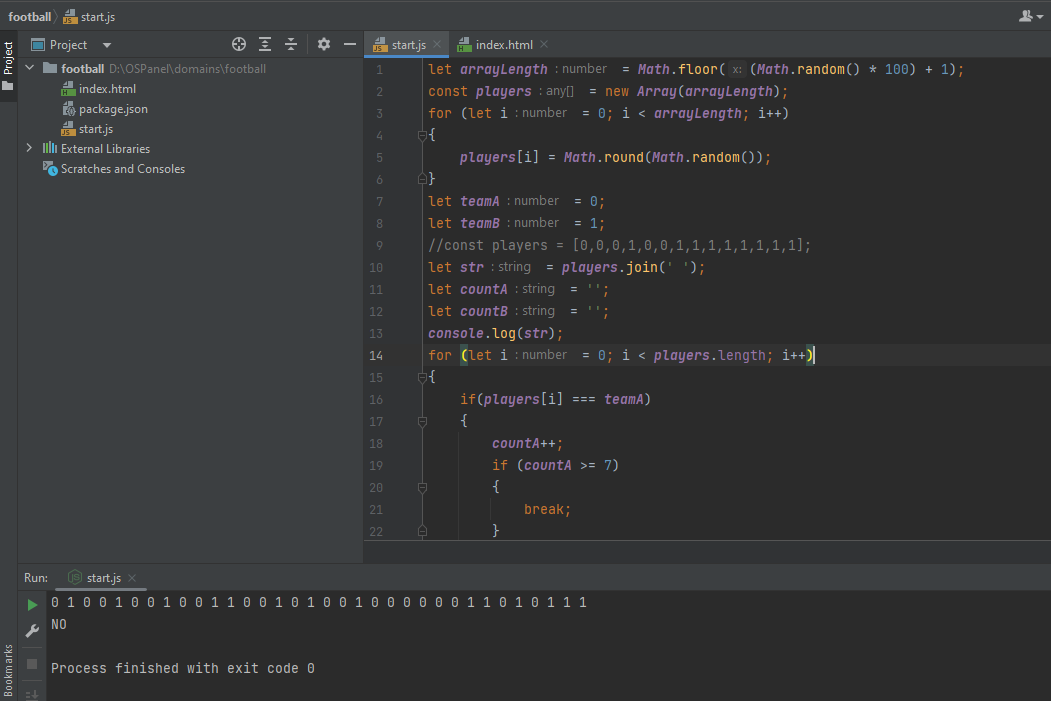 football start.js
Project
Project
football D:\OSPanel\domains\football
index.html
package.json
start.js
External Libraries
Scratches and Consoles
start.js index.html
1 let arrayLength : number = Math.floor( x: (Math.random() * 100) + 1);
2 const players : any[] = new Array(arrayLength);
3 for (let i : number = 0; i < arrayLength; i++)
4 {
5 players[i] = Math.round(Math.random());
6 }
7 let teamA : number = 0;
8 let teamB : number = 1;
9 //const players = [0,0,0,1,0,0,1,1,1,1,1,1,1,1];
10 let str : string = players.join(' ');
11 let countA : string = '';
12 let countB : string = '';
13 console.log(str);
14 for (let i : number = 0; i < players.length; i++)
15 {
16 if(players[i] === teamA)
17 {
18 countA++;
19 if (countA >= 7)
20 {
21 break;
22 }
Run: start.js
0 1 0 0 1 0 0 1 0 0 1 1 0 0 1 0 1 0 0 1 0 0 0 0 0 0 1 1 0 1 0 1 1 1
NO
Process finished with exit code 0
Bookmarks